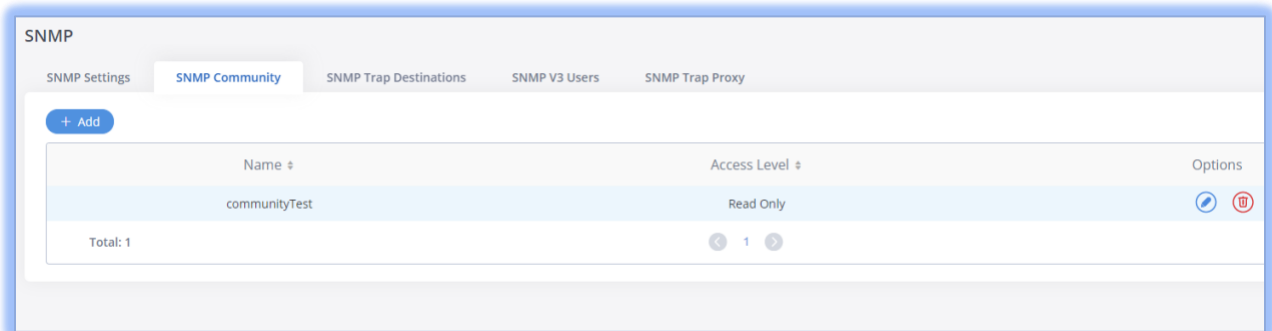 SNMP
SNMP Settings SNMP Community SNMP Trap Destinations SNMP V3 Users SNMP Trap Proxy
+ Add
Name Access Level Options
communityTest Read Only
Total: 1 1